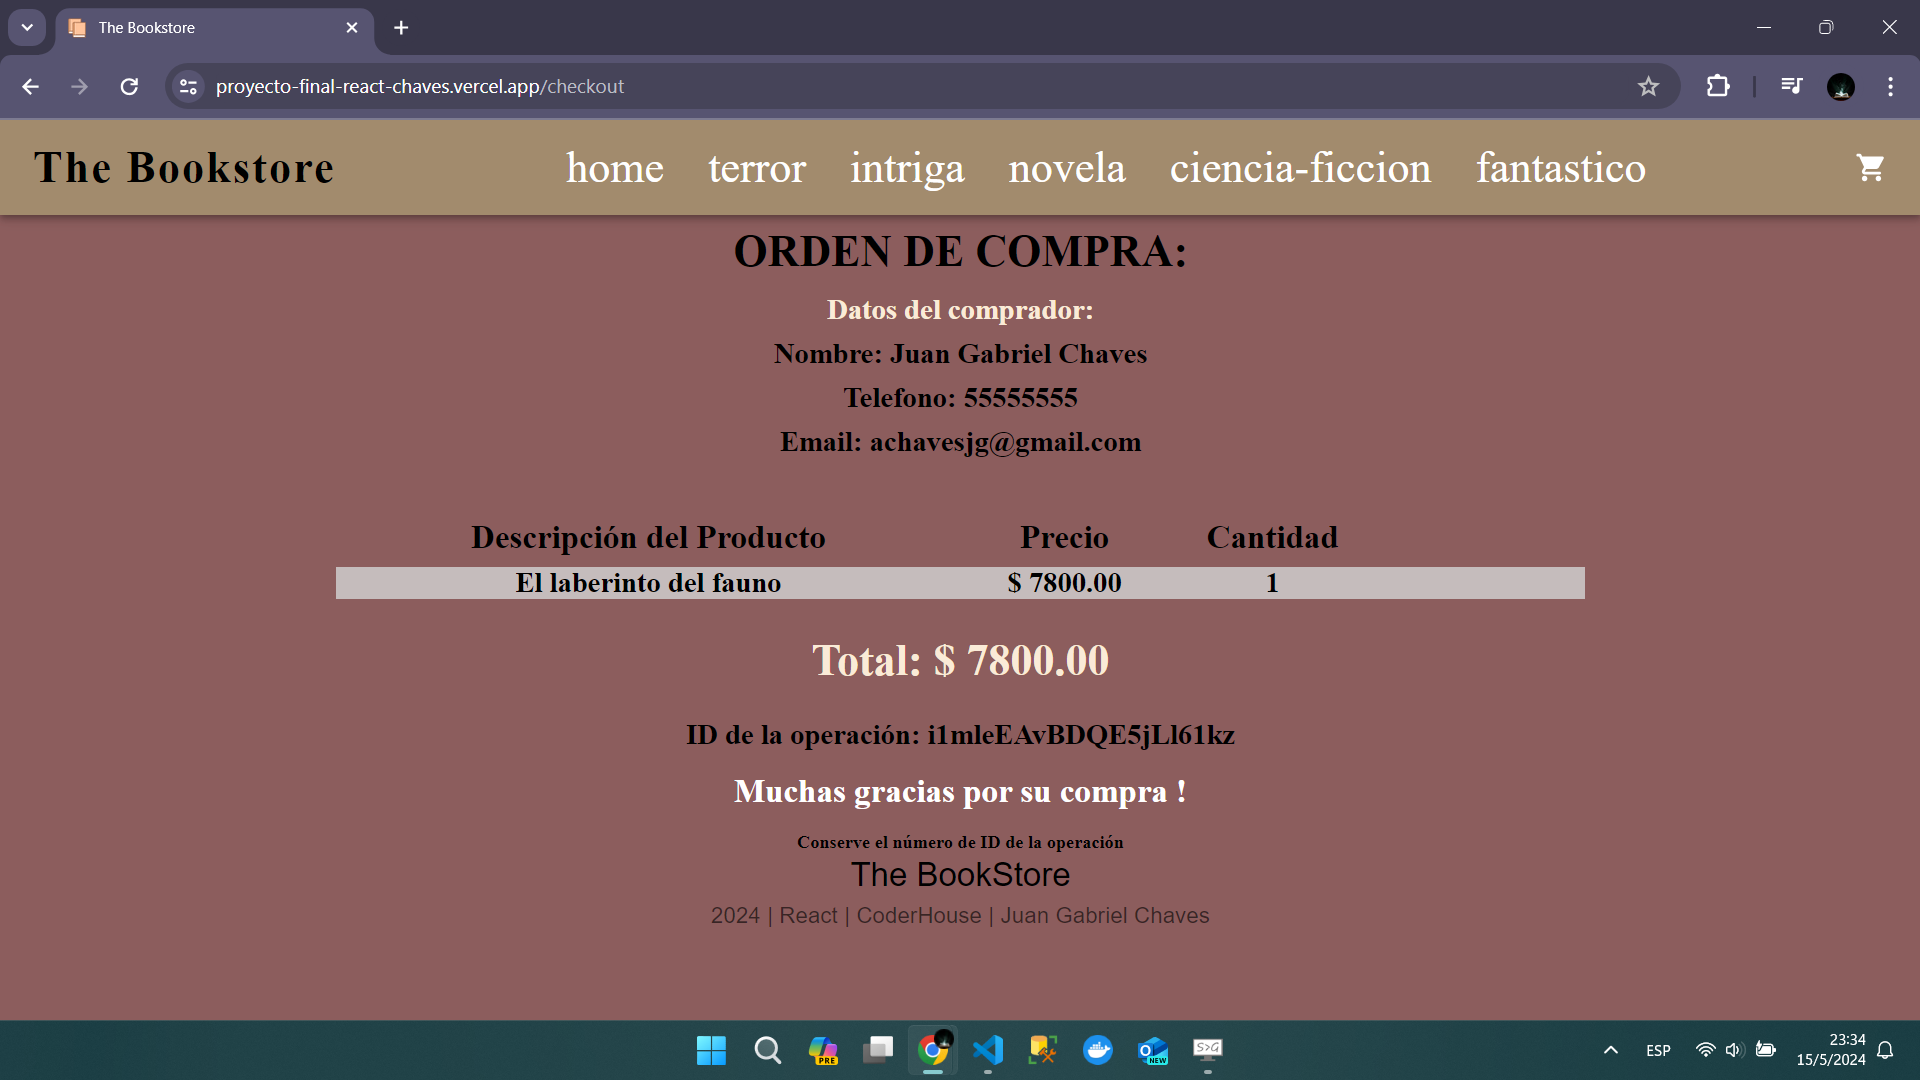 The Bookstore
proyecto-final-react-chaves.vercel.app/checkout
The Bookstore home terror intriga novela ciencia-ficcion fantastico
ORDEN DE COMPRA:
Datos del comprador:
Nombre: Juan Gabriel Chaves
Telefono: 55555555
Email: achavesjg@gmail.com
Descripción del Producto Precio Cantidad
El laberinto del fauno $ 7800.00 1
Total: $ 7800.00
ID de la operación: i1mleEAvBDQE5jLl61kz
Muchas gracias por su compra !
Conserve el número de ID de la operación
The BookStore
2024 | React | CoderHouse | Juan Gabriel Chaves
PRE
NEW
S>G
ESP
23:34
15/5/2024